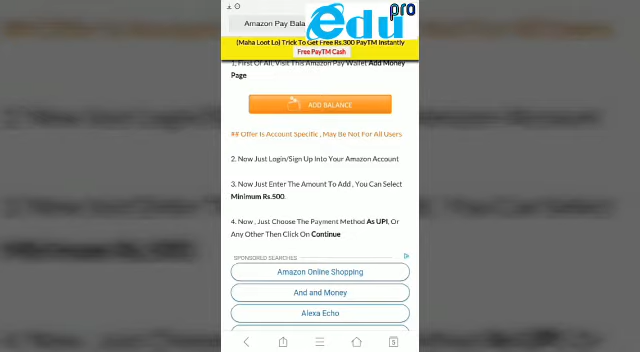 Amazon Pay Bala
edu
pro
(Maha Loot Lo) Trick To Get Free Rs.300 PayTM Instantly
Free PayTM Cash
1, First Of All, Visit This Amazon Pay Wallet Add Money
Page
ADD BALANCE
## Offer Is Account Specific , May Be Not For All Users
2. Now Just Login/Sign Up Into Your Amazon Account
3. Now Just Enter The Amount To Add , You Can Select
Minimum Rs.500.
4. Now , Just Choose The Payment Method As UPI, Or
Any Other Then Click On Continue
SPONSORED SEARCHES
Amazon Online Shopping
And and Money
Alexa Echo
5